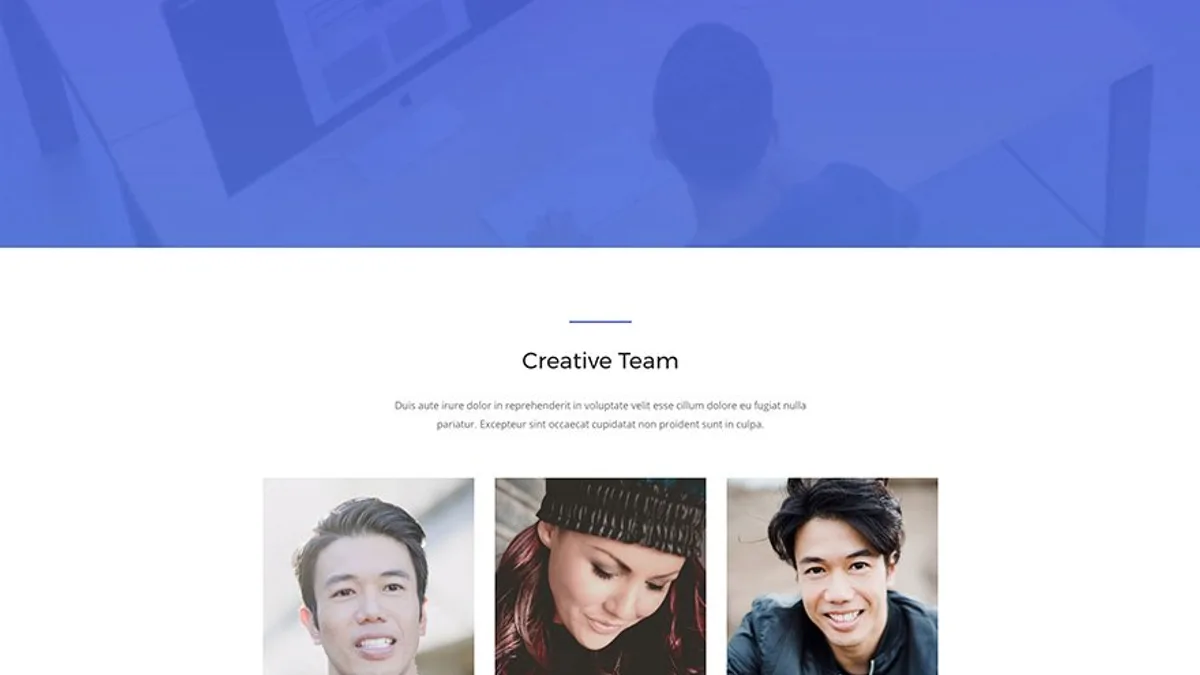 Creative Team
Duis aute irure dolor in reprehenderit in voluptate velit esse cillum dolore eu fugiat nulla
pariatur. Excepteur sint occaecat cupidatat non proident sunt in culpa.